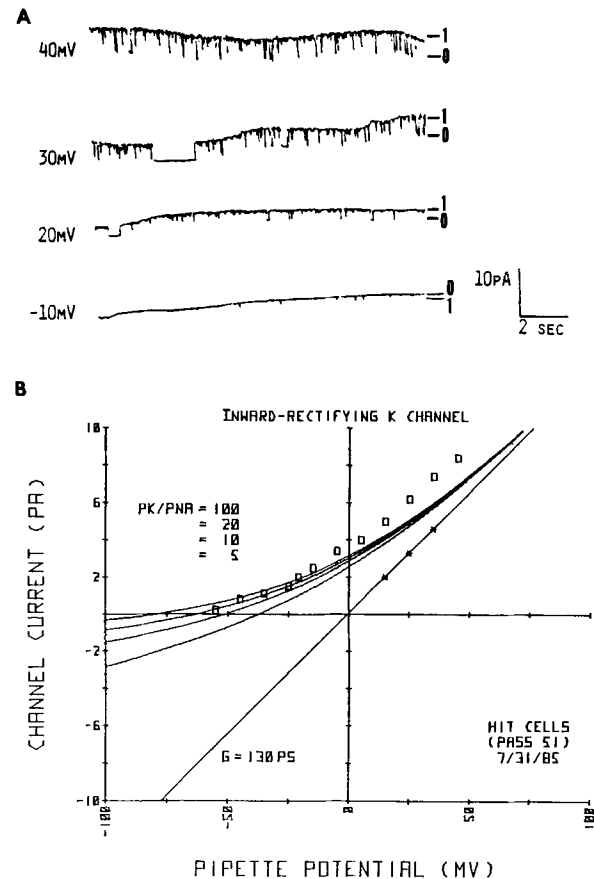 A
40mV
1
0
30mV
1
0
20mV
1
0
-10mV
0
1
10pA
2 SEC
B
INWARD-RECTIFYING K CHANNEL
CHANNEL CURRENT (PA)
10
6
2
-2
-6
-10
PK/PNA = 100
= 20
= 10
= 5
G = 130 PS
HIT CELLS
(PASS 51)
7/31/85
-100
-50
0
50
100
PIPETTE POTENTIAL (MV)